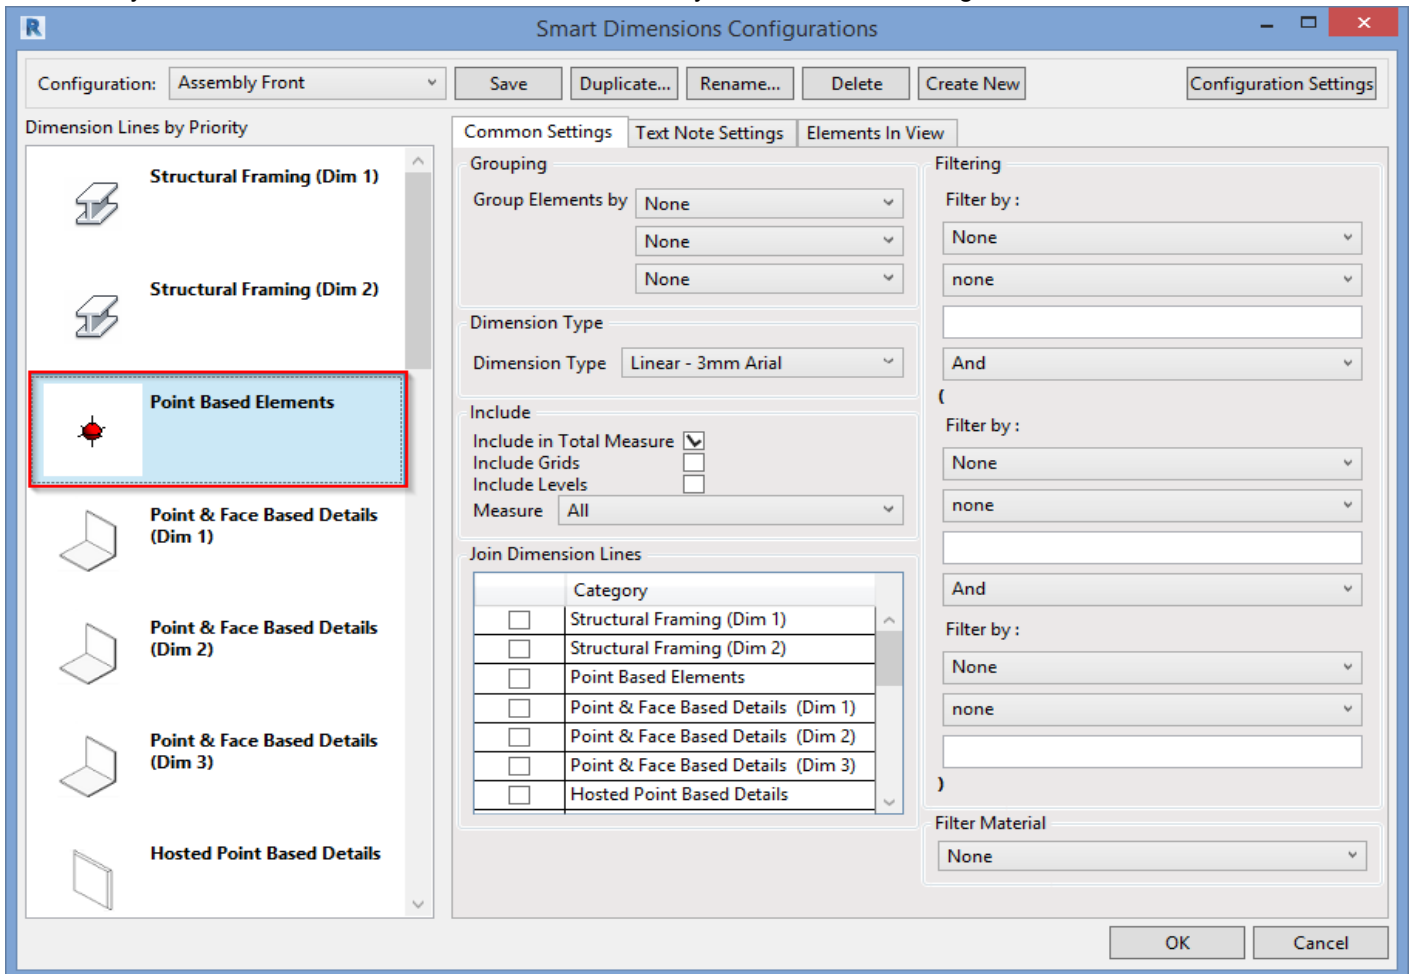 Smart Dimensions Configurations
Configuration: Assembly Front Save Duplicate... Rename... Delete Create New Configuration Settings
Dimension Lines by Priority
Structural Framing (Dim 1)
Structural Framing (Dim 2)
Point Based Elements
Point & Face Based Details
(Dim 1)
Point & Face Based Details
(Dim 2)
Point & Face Based Details
(Dim 3)
Hosted Point Based Details
Common Settings Text Note Settings Elements In View
Grouping
Group Elements by None
None
None
Dimension Type
Dimension Type Linear - 3mm Arial
Include
Include in Total Measure
Include Grids
Include Levels
Measure All
Join Dimension Lines
Category
Structural Framing (Dim 1)
Structural Framing (Dim 2)
Point Based Elements
Point & Face Based Details (Dim 1)
Point & Face Based Details (Dim 2)
Point & Face Based Details (Dim 3)
Hosted Point Based Details
Filtering
Filter by :
None
none
And
(
Filter by :
None
none
And
Filter by :
None
none
)
Filter Material
None
OK Cancel